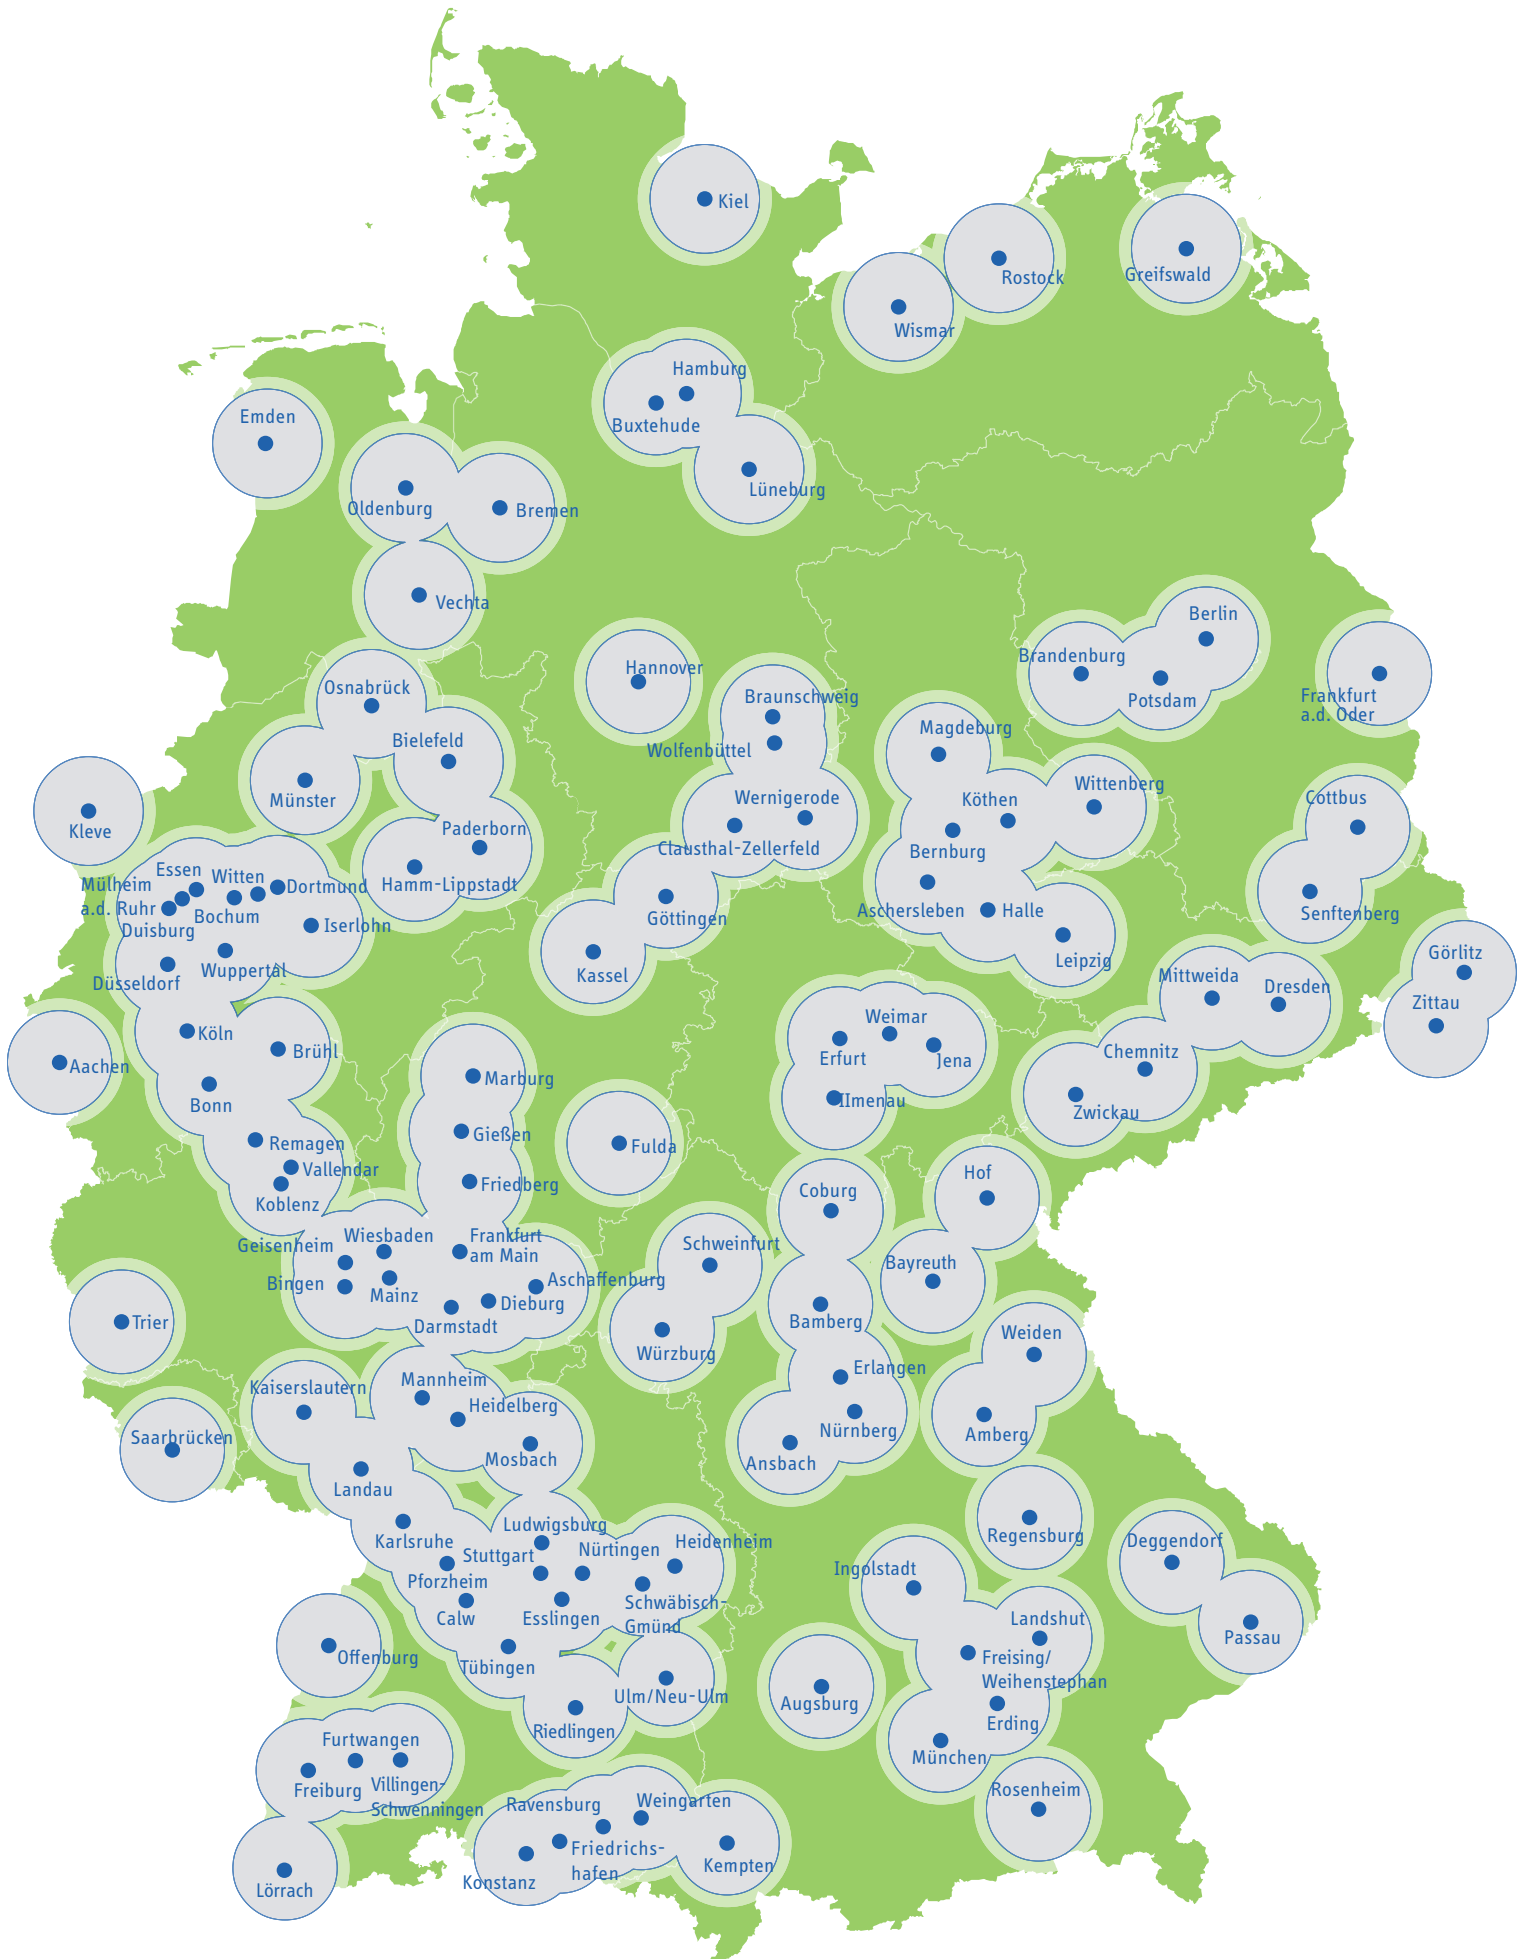 Kiel
Rostock
Greifswald
Wismar
Hamburg
Buxtehude
Lüneburg
Emden
Oldenburg
Bremen
Vechta
Berlin
Brandenburg
Potsdam
Frankfurt
a.d. Oder
Hannover
Osnabrück
Braunschweig
Wolfenbüttel
Magdeburg
Bielefeld
Münster
Wernigerode
Clausthal-Zellerfeld
Köthen
Wittenberg
Bernburg
Cottbus
Kleve
Paderborn
Hamm-Lippstadt
Essen
Witten
Dortmund
Mülheim
a.d. Ruhr
Bochum
Duisburg
Iserlohn
Göttingen
Aschersleben
Halle
Leipzig
Senftenberg
Wuppertal
Düsseldorf
Kassel
Mittweida
Dresden
Görlitz
Zittau
Köln
Weimar
Erfurt
Jena
Aachen
Brühl
Marburg
Chemnitz
Bonn
IImenau
Zwickau
Remagen
Gießen
Fulda
Vallendar
Koblenz
Friedberg
Hof
Coburg
Geisenheim
Wiesbaden
Frankfurt
am Main
Schweinfurt
Bayreuth
Bingen
Mainz
Aschaffenburg
Dieburg
Darmstadt
Trier
Bamberg
Würzburg
Weiden
Erlangen
Kaiserslautern
Mannheim
Heidelberg
Nürnberg
Amberg
Saarbrücken
Mosbach
Ansbach
Landau
Ludwigsburg
Regensburg
Karlsruhe
Stuttgart
Nürtingen
Heidenheim
Deggendorf
Pforzheim
Ingolstadt
Calw
Esslingen
Schwäbisch-
Gmünd
Landshut
Passau
Offenburg
Tübingen
Freising/
Weihenstephan
Ulm/Neu-Ulm
Augsburg
Riedlingen
Erding
Furtwangen
München
Freiburg
Villingen-
Schwenningen
Rosenheim
Ravensburg
Weingarten
Friedrichs-
hafen
Kempten
Konstanz
Lörrach